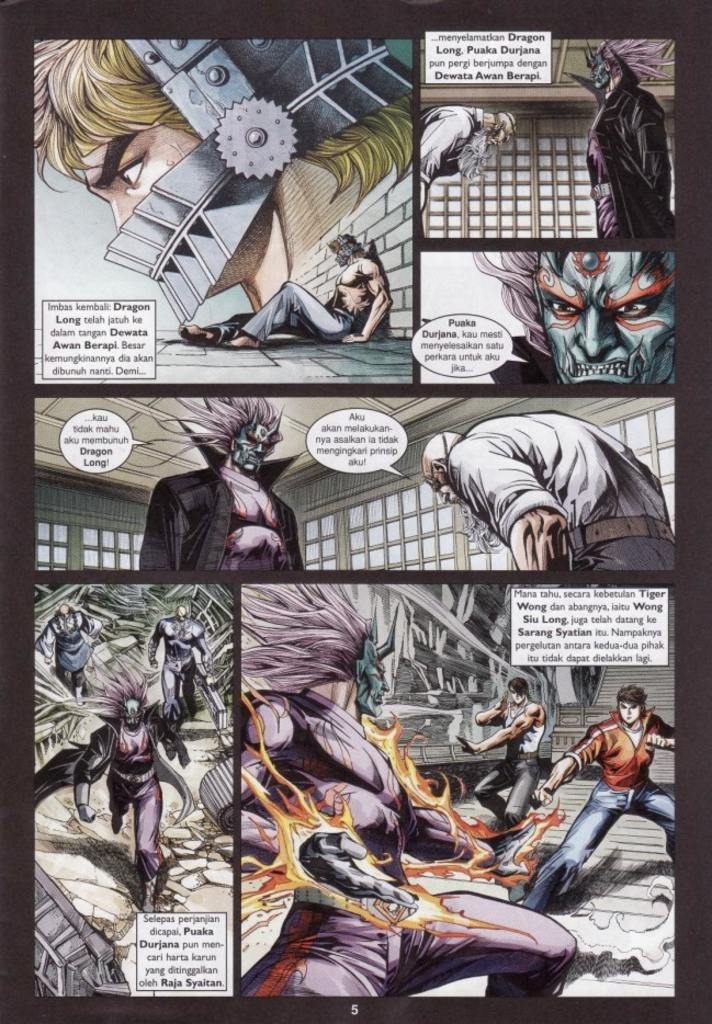 Imbas kembali: Dragon
Long telah jatuh ke
dalam tangan Dewata
Awan Berapi. Besar
kemungkinannya dia akan
dibunuh nanti. Demi...
...menyelamatkan Dragon
Long, Puaka Durjana
pun pergi berjumpa dengan
Dewata Awan Berapi.
Puaka
Durjana, kau mesti
menyelesaikan satu
perkara untuk aku
jika...
...kau
tidak mahu
aku membunuh
Dragon
Long!
Aku
akan melakukan-
nya asalkan ia tidak
mengingkari prinsip
aku!
Selepas perjanjian
dicapai, Puaka
Durjana pun men-
cari harta karun
yang ditinggalkan
oleh Raja Syaitan.
Mana tahu, secara kebetulan Tiger
Wong dan abangnya, iaitu Wong
Siu Long, juga telah datang ke
Sarang Syatian itu. Nampaknya
pergelutan antara kedua-dua pihak
itu tidak dapat dielakkan lagi.
5